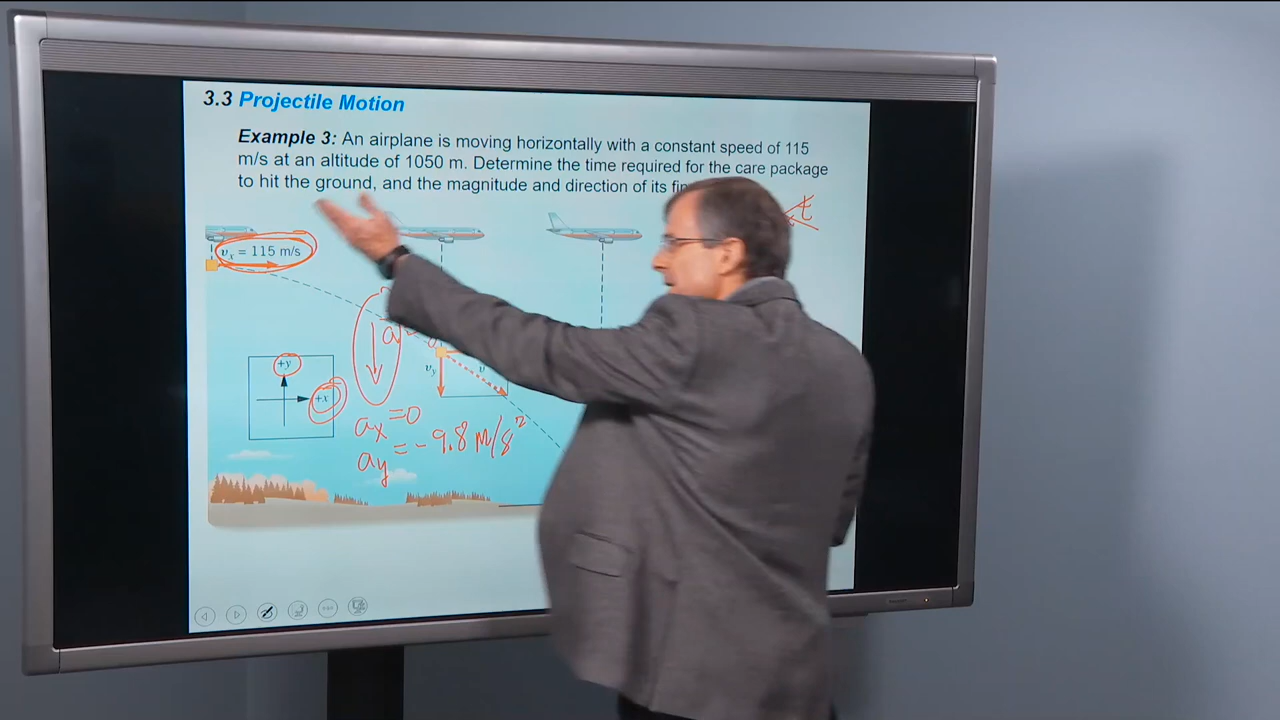 3.3 Projectile Motion
Example 3: An airplane is moving horizontally with a constant speed of 115
m/s at an altitude of 1050 m. Determine the time required for the care package
to hit the ground, and the magnitude and direction of its
t
vx = 115 m/s
a
+y
vy
v
+x
ax = 0
ay = -9.8 m/s²